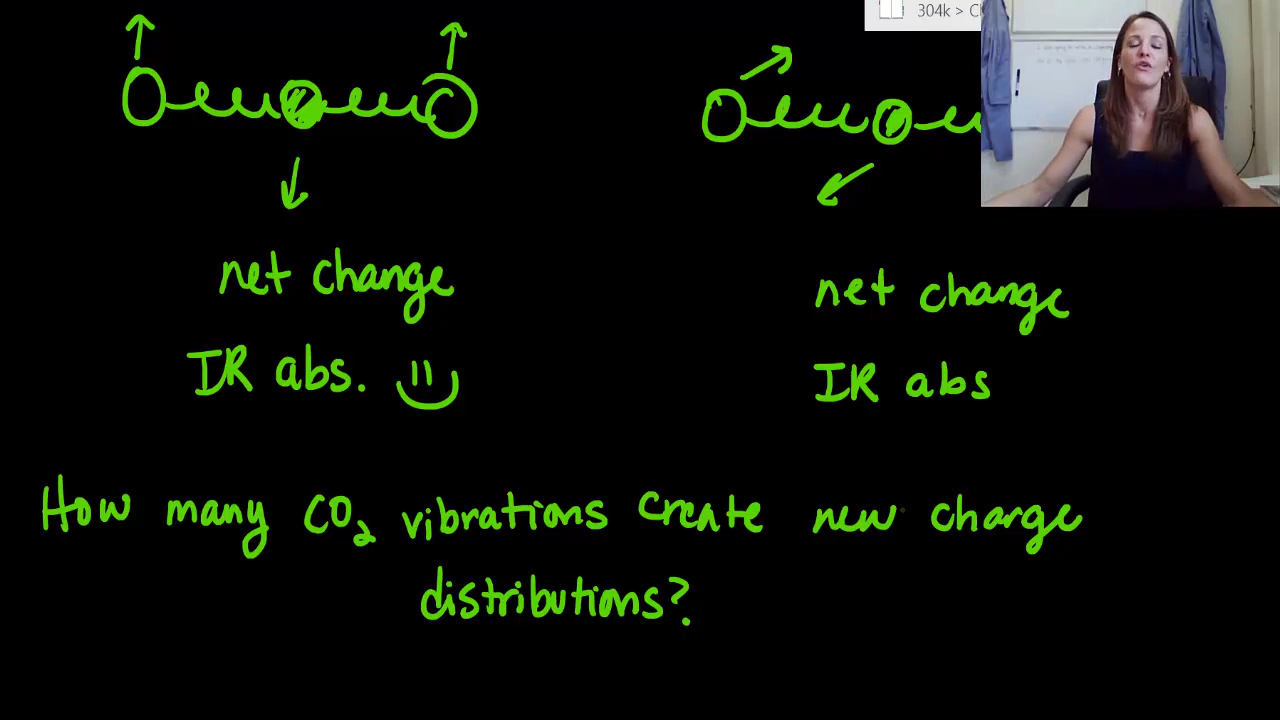 304k > C
net change
net change
IR abs.
IR abs
How many CO₂ vibrations create new charge
distributions?